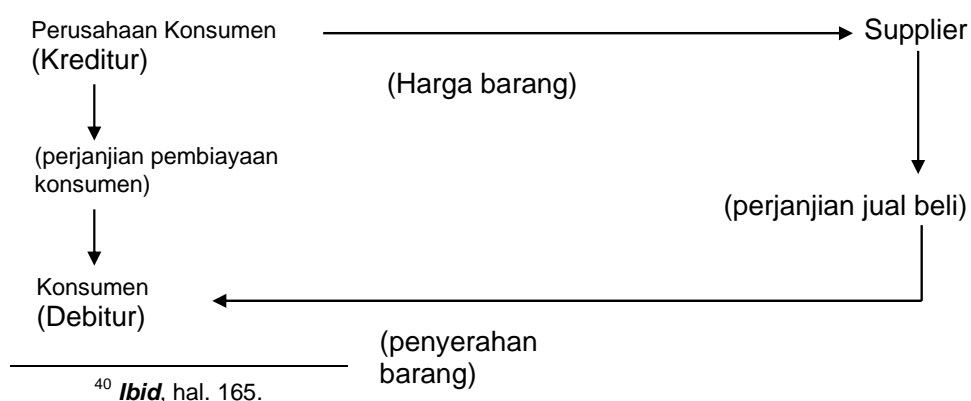 Perusahaan Konsumen
(Kreditur)
Supplier
(Harga barang)
(perjanjian pembiayaan
konsumen)
(perjanjian jual beli)
Konsumen
(Debitur)
(penyerahan
barang)
40 Ibid, hal. 165.